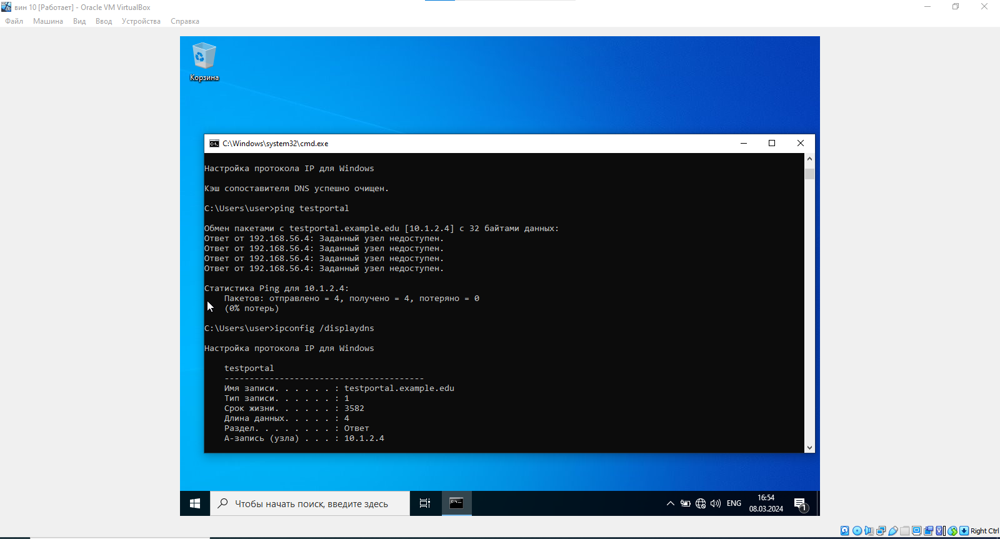 вин 10 [Работает] - Oracle VM VirtualBox
Файл Машина Вид Ввод Устройства Справка
Корзина
C:\Windows\system32\cmd.exe
Настройка протокола IP для Windows
Кэш сопоставителя DNS успешно очищен.
C:\Users\user>ping testportal
Обмен пакетами с testportal.example.edu [10.1.2.4] с 32 байтами данных:
Ответ от 192.168.56.4: Заданный узел недоступен.
Ответ от 192.168.56.4: Заданный узел недоступен.
Ответ от 192.168.56.4: Заданный узел недоступен.
Ответ от 192.168.56.4: Заданный узел недоступен.
Статистика Ping для 10.1.2.4:
Пакетов: отправлено = 4, получено = 4, потеряно = 0
(0% потерь)
C:\Users\user>ipconfig /displaydns
Настройка протокола IP для Windows
testportal
----------------------------------------
Имя записи. . . . . . : testportal.example.edu
Тип записи. . . . . . : 1
Срок жизни. . . . . . : 3582
Длина данных. . . . . : 4
Раздел. . . . . . . . : Ответ
А-запись (узла) . . . : 10.1.2.4
Чтобы начать поиск, введите здесь
ENG
16:54
08.03.2024
1
Right Ctrl